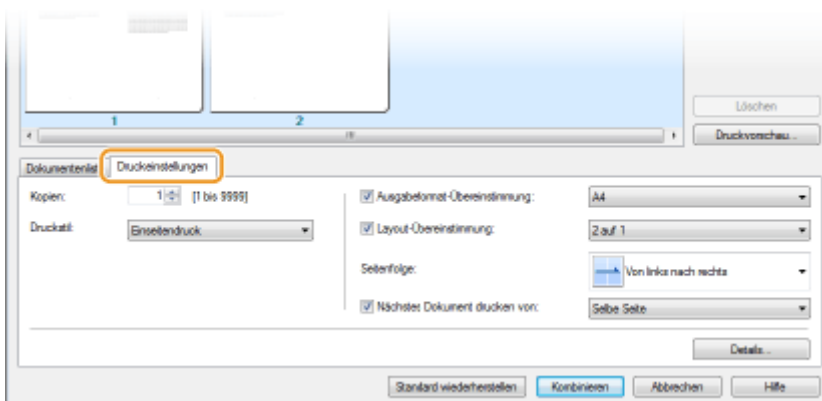 Löschen
1 2
Druckvorschau...
Dokumentenlist Druckeinstellungen
Kopien: 1 [1 bis 9999] Ausgabeformat-Übereinstimmung: A4
Druckstil: Einseitendruck Layout-Übereinstimmung: 2 auf 1
Seitenfolge: Von links nach rechts
Nächstes Dokument drucken von: Selbe Seite
Details...
Standard wiederherstellen Kombinieren Abbrechen Hilfe